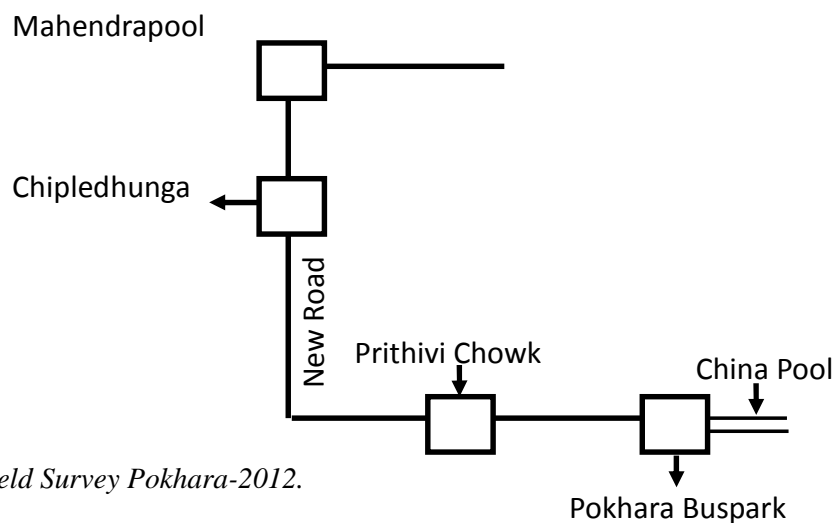 Mahendrapool
Chipledhunga
New Road
Prithivi Chowk
China Pool
eld Survey Pokhara-2012.
Pokhara Buspark